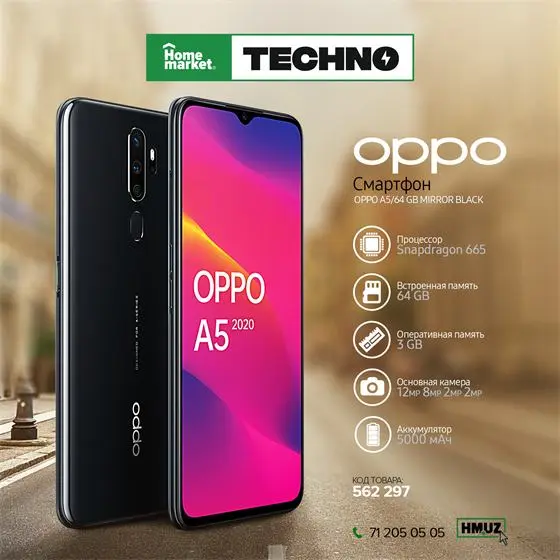 Home
market.
TECHNO
oppo
Смартфон
OPPO A5/64 GB MIRROR BLACK
Процессор
Snapdragon 665
Встроенная память
64 GB
Оперативная память
3 GB
Основная камера
12MP 8MP 2MP 2MP
Аккумулятор
5000 мАч
КОД ТОВАРА:
562 297
71 205 05 05
HMUZ
OPPO
A5 2020
oppo